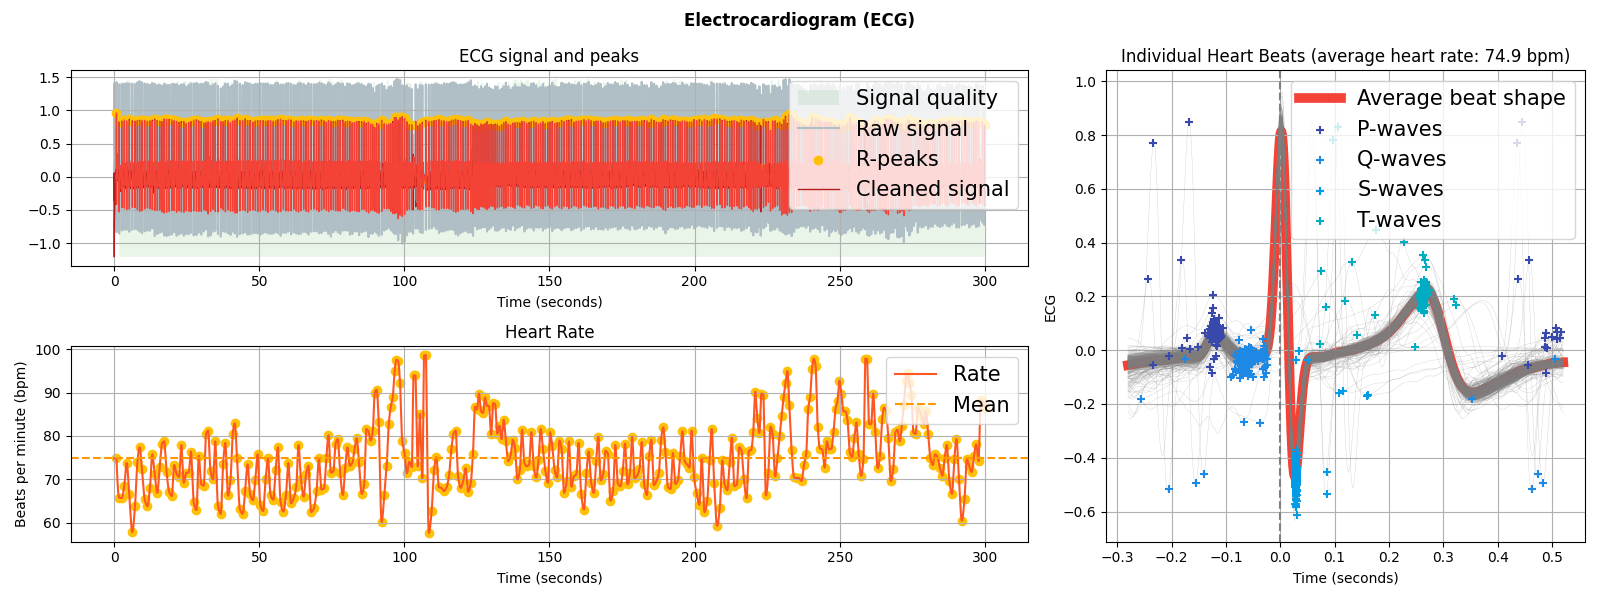 Electrocardiogram (ECG)
ECG signal and peaks
1.5
1.0
0.5
0.0
−0.5
−1.0
Signal quality
Raw signal
R-peaks
Cleaned signal
0
50
100
150
200
250
300
Time (seconds)
Heart Rate
Beats per minute (bpm)
100
90
80
70
60
Rate
Mean
0
50
100
150
200
250
300
Time (seconds)
Individual Heart Beats (average heart rate: 74.9 bpm)
ECG
1.0
0.8
0.6
0.4
0.2
0.0
−0.2
−0.4
−0.6
Average beat shape
P-waves
Q-waves
S-waves
T-waves
−0.3
−0.2
−0.1
0.0
0.1
0.2
0.3
0.4
0.5
Time (seconds)